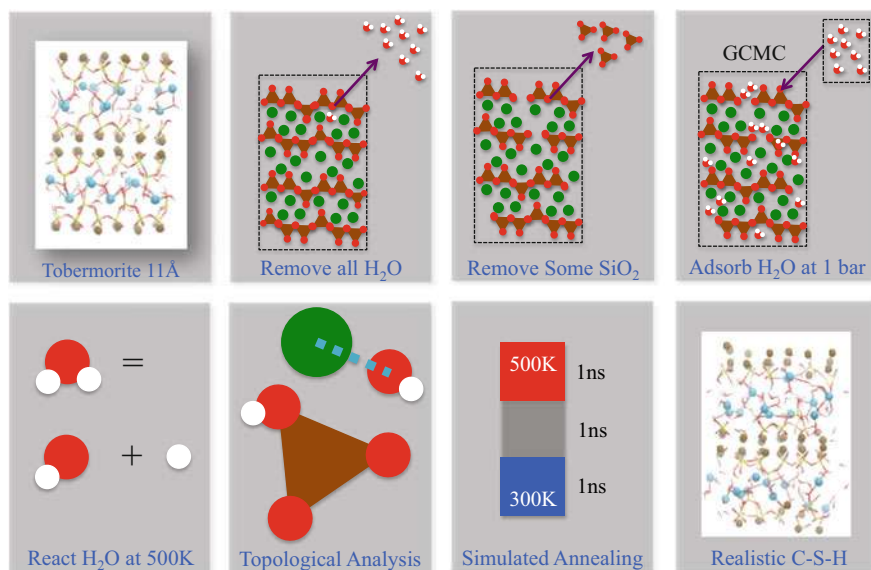 Tobermorite 11Å
Remove all H₂O
Remove Some SiO₂
GCMC
Adsorb H₂O at 1 bar
=
+
React H₂O at 500K
Topological Analysis
500K
1ns
1ns
300K
1ns
Simulated Annealing
Realistic C-S-H